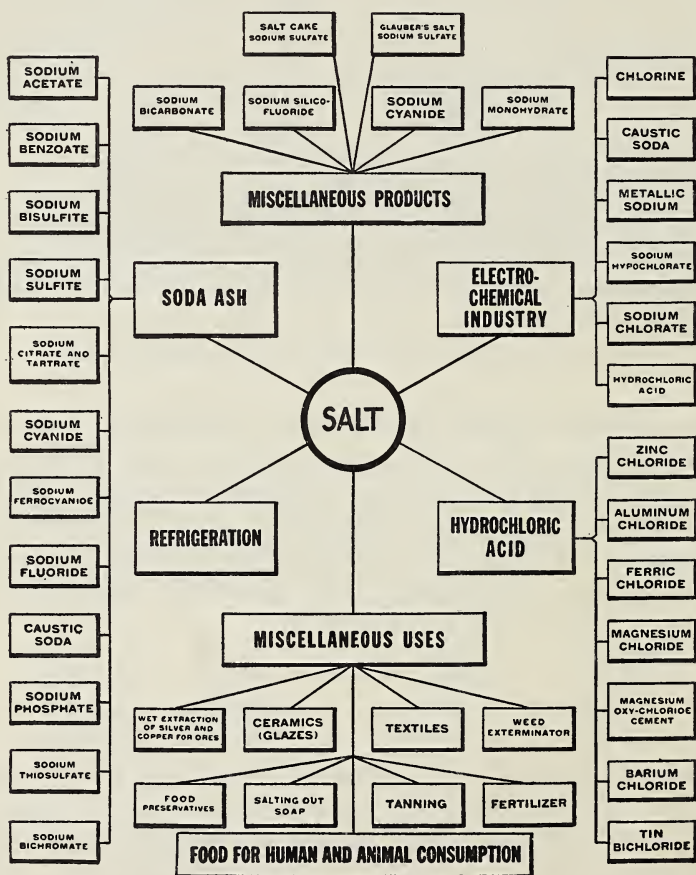 SALT CAKE
SODIUM SULFATE
GLAUBER'S SALT
SODIUM SULFATE
SODIUM
BICARBONATE
SODIUM SILICO-
FLUORIDE
SODIUM
CYANIDE
SODIUM
MONOHYDRATE
MISCELLANEOUS PRODUCTS
SODIUM
ACETATE
SODIUM
BENZOATE
SODIUM
BISULFITE
SODIUM
SULFITE
SODIUM
CITRATE AND
TARTRATE
SODIUM
CYANIDE
SODIUM
FERROCYANIDE
SODIUM
FLUORIDE
CAUSTIC
SODA
SODIUM
PHOSPHATE
SODIUM
THIOSULFATE
SODIUM
BICHROMATE
SODA ASH
ELECTRO-
CHEMICAL
INDUSTRY
CHLORINE
CAUSTIC
SODA
METALLIC
SODIUM
SODIUM
HYPOCHLORATE
SODIUM
CHLORATE
HYDROCHLORIC
ACID
SALT
REFRIGERATION
HYDROCHLORIC
ACID
ZINC
CHLORIDE
ALUMINUM
CHLORIDE
FERRIC
CHLORIDE
MAGNESIUM
CHLORIDE
MAGNESIUM
OXY-CHLORIDE
CEMENT
BARIUM
CHLORIDE
TIN
BICHLORIDE
MISCELLANEOUS USES
WET EXTRACTION
OF SILVER AND
COPPER FOR ORES
CERAMICS
(GLAZES)
TEXTILES
WEED
EXTERMINATOR
FOOD
PRESERVATIVES
SALTING OUT
SOAP
TANNING
FERTILIZER
FOOD FOR HUMAN AND ANIMAL CONSUMPTION